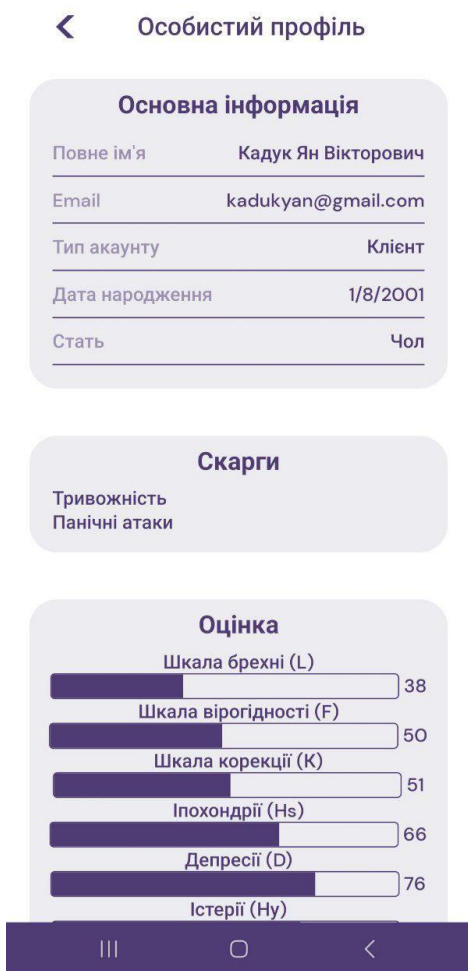 Особистий профіль
Основна інформація
Повне ім'я Кадук Ян Вікторович
Email kadukyan@gmail.com
Тип акаунту Клієнт
Дата народження 1/8/2001
Стать Чол
Скарги
Тривожність
Панічні атаки
Оцінка
Шкала брехні (L)
38
Шкала вірогідності (F)
50
Шкала корекції (K)
51
Іпохондрії (Hs)
66
Депресії (D)
76
Істерії (Hy)